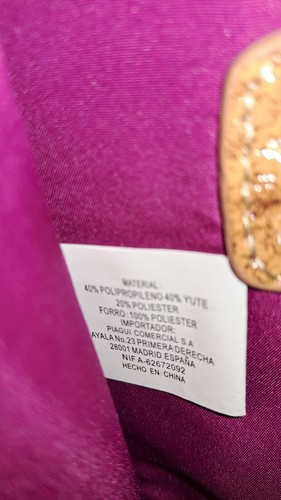 MATERIAL:
40% POLIPROPILENO 40% YUTE
20% POLIESTER
FORRO: 100% POLIESTER
IMPORTADOR:
PIAGUI COMERCIAL S.A
AYALA No.23 PRIMERA DERECHA
28001 MADRID.ESPAÑA
NIF A-62672092
HECHO EN CHINA